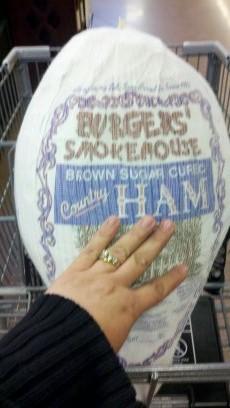 BURGERS'
SMOKEHOUSE
BROWN SUGAR CURED
Country HAM